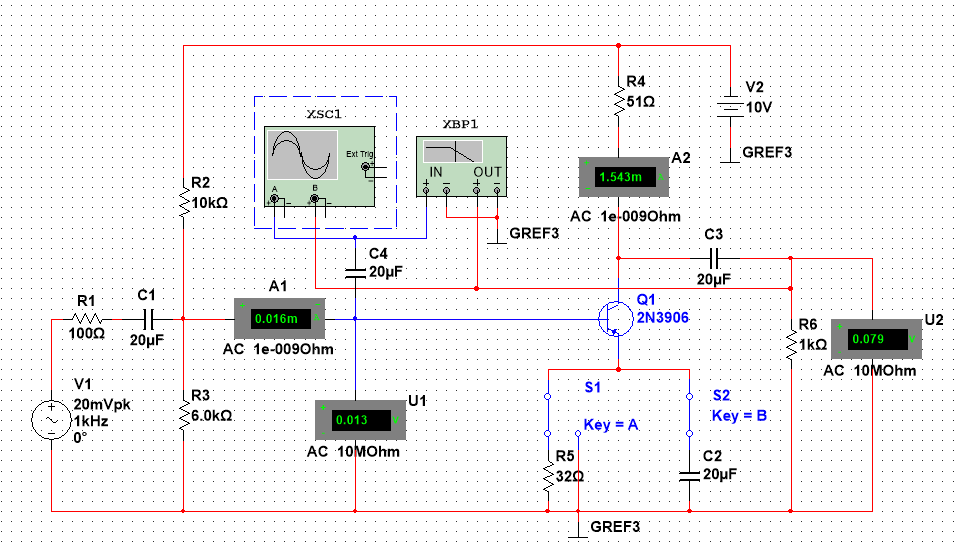 R4
51Ω
V2
10V
GREF3
XSC1
Ext Trig
+
-
A
B
+
-
+
-
XBP1
IN
OUT
+
-
+
-
GREF3
A2
+
-
1.543m
A
AC 1e-009Ohm
R2
10kΩ
C4
20µF
C3
20µF
R1
100Ω
C1
20µF
A1
+
-
0.016m
A
AC 1e-009Ohm
Q1
2N3906
R6
1kΩ
U2
+
-
0.079
V
AC 10MOhm
V1
20mVpk
1kHz
0°
R3
6.0kΩ
U1
+
-
0.013
V
AC 10MOhm
S1
Key = A
S2
Key = B
R5
32Ω
C2
20µF
GREF3